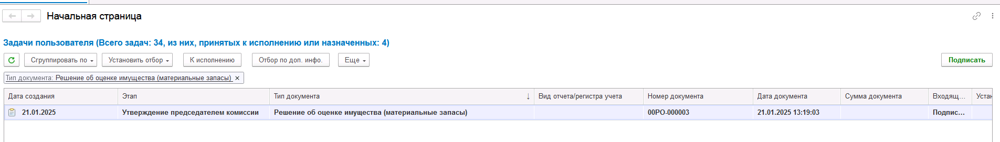 Начальная страница
Задачи пользователя (Всего задач: 34, из них, принятых к исполнению или назначенных: 4)
Сгруппировать по Установить отбор К исполнению Отбор по доп. инфо. Еще Подписать
Тип документа: Решение об оценке имущества (материальные запасы) ×
Дата создания Этап Тип документа ↓ Вид отчета/регистра учета Номер документа Дата документа Сумма документа Входящ... Устан
21.01.2025 Утверждение председателем комиссии Решение об оценке имущества (материальные запасы) 00РО-000003 21.01.2025 13:19:03 Подпис...